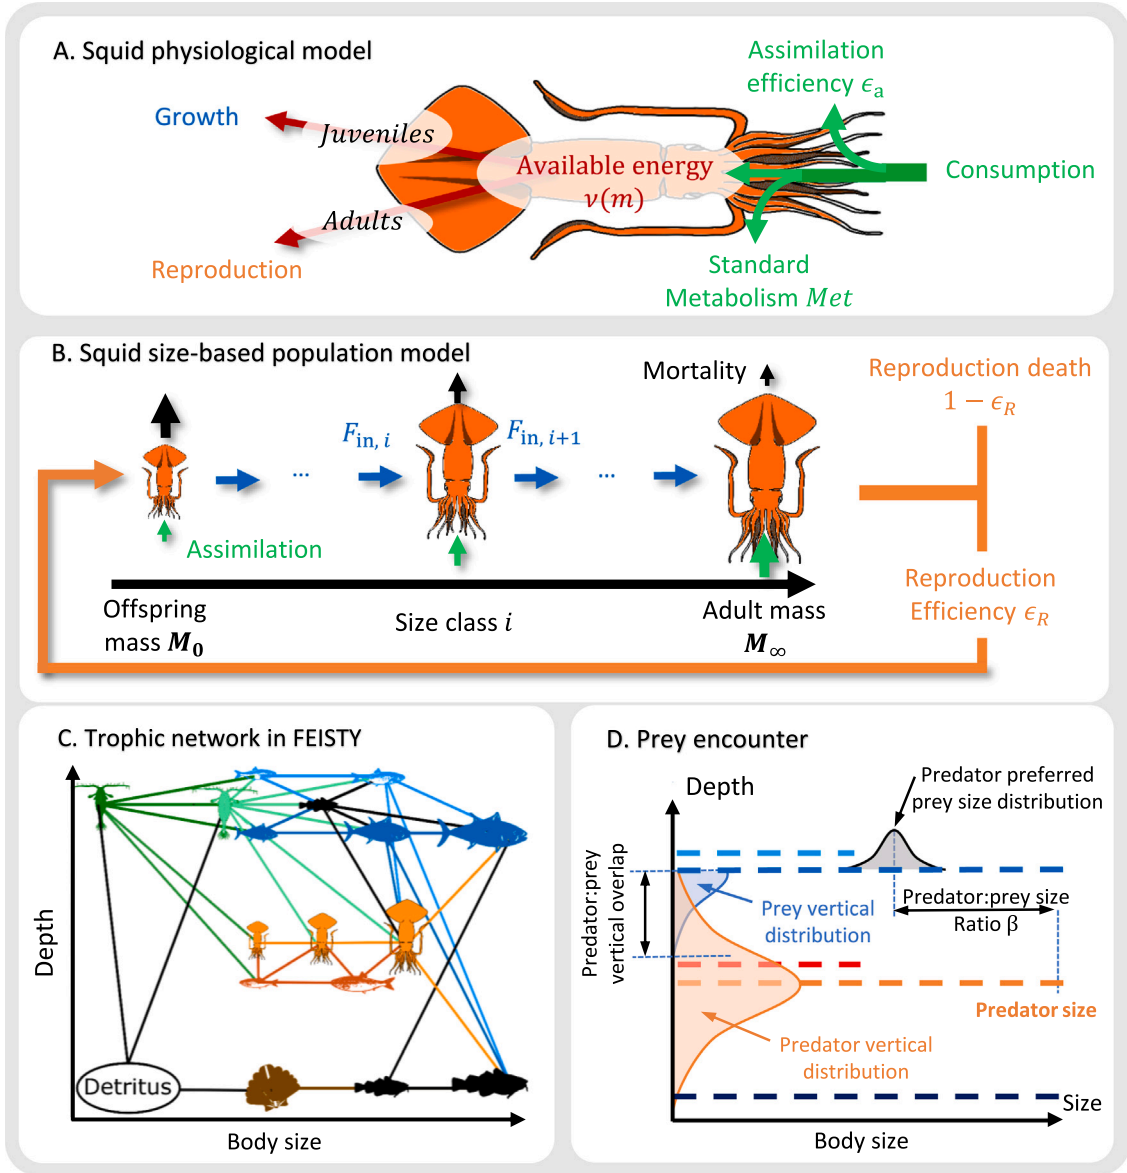 A. Squid physiological model
Assimilation
efficiency ϵa
Growth
Juveniles
Available energy
ν(m)
Consumption
Adults
Reproduction
Standard
Metabolism Met
B. Squid size-based population model
Mortality
Reproduction death
1 − ϵR
Fin, i
Fin, i+1
...
...
Assimilation
Reproduction
Efficiency ϵR
Offspring
mass M0
Size class i
Adult mass
M∞
C. Trophic network in FEISTY
Depth
Detritus
Body size
D. Prey encounter
Depth
Predator preferred
prey size distribution
Predator:prey
vertical overlap
Prey vertical
distribution
Predator:prey size
Ratio β
Predator size
Predator vertical
distribution
Size
Body size